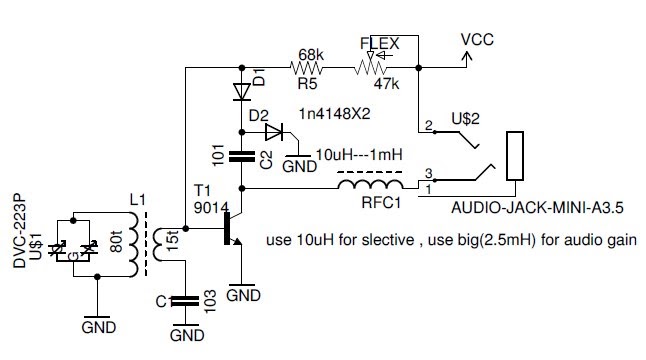 FLEX
VCC
68k
R5
47k
D1
D2
1n4148X2
U$2
2
101
C2
GND
10uH---1mH
3
1
RFC1
AUDIO-JACK-MINI-A3.5
DVC-223P
U$1
G
L1
80t
15t
T1
9014
use 10uH for slective , use big(2.5mH) for audio gain
C1
103
GND
GND
GND